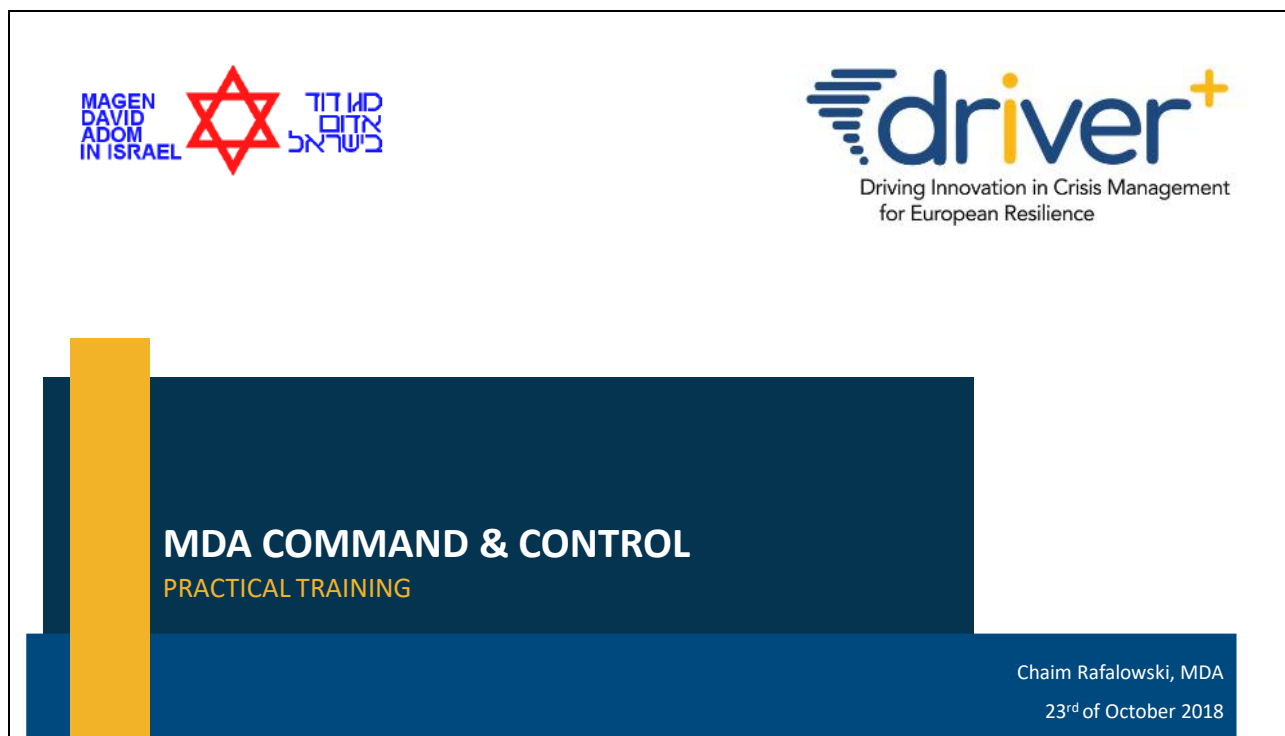 MAGEN
DAVID
ADOM
IN ISRAEL
מגן דוד
אדום
בישראל
driver+
Driving Innovation in Crisis Management
for European Resilience
MDA COMMAND & CONTROL
PRACTICAL TRAINING
Chaim Rafalowski, MDA
23rd of October 2018